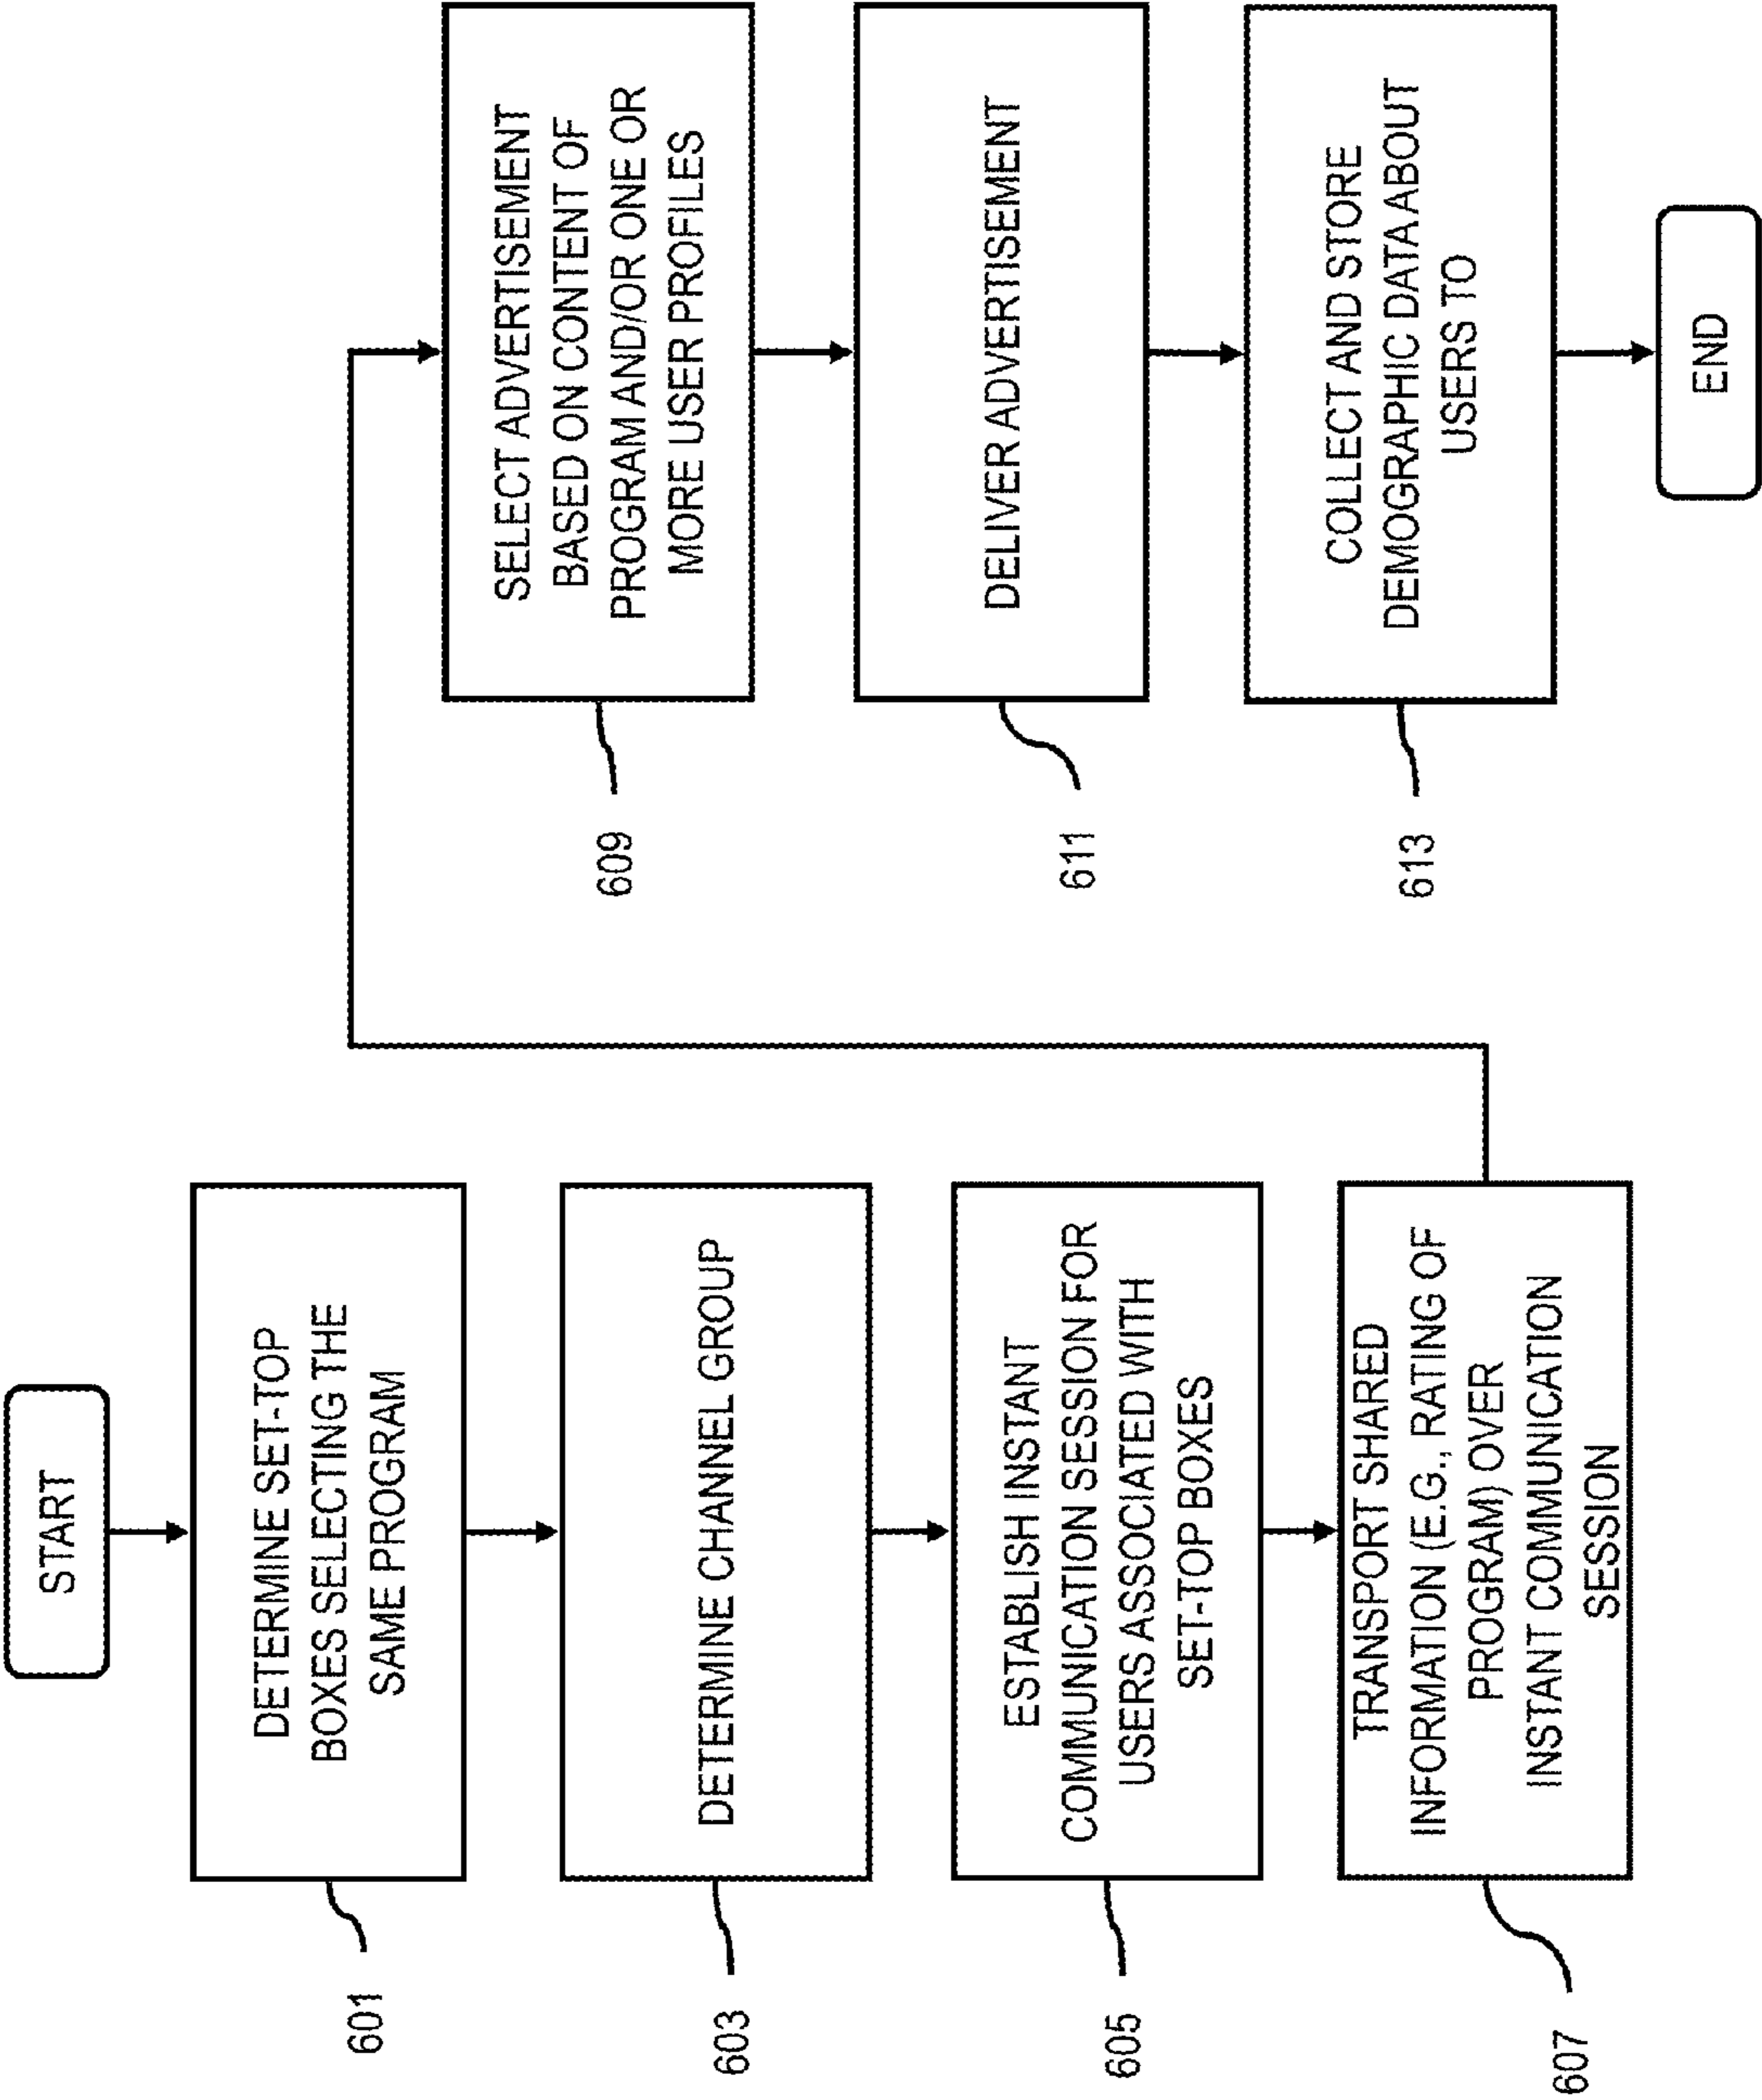 START
DETERMINE SET-TOP
BOXES SELECTING THE
SAME PROGRAM
601
DETERMINE CHANNEL GROUP
603
ESTABLISH INSTANT
COMMUNICATION SESSION FOR
USERS ASSOCIATED WITH
SET-TOP BOXES
605
TRANSPORT SHARED
INFORMATION (E.G., RATING OF
PROGRAM) OVER
INSTANT COMMUNICATION
SESSION
607
SELECT ADVERTISEMENT
BASED ON CONTENT OF
PROGRAM AND/OR ONE OR
MORE USER PROFILES
609
DELIVER ADVERTISEMENT
611
COLLECT AND STORE
DEMOGRAPHIC DATA ABOUT
USERS TO
613
END